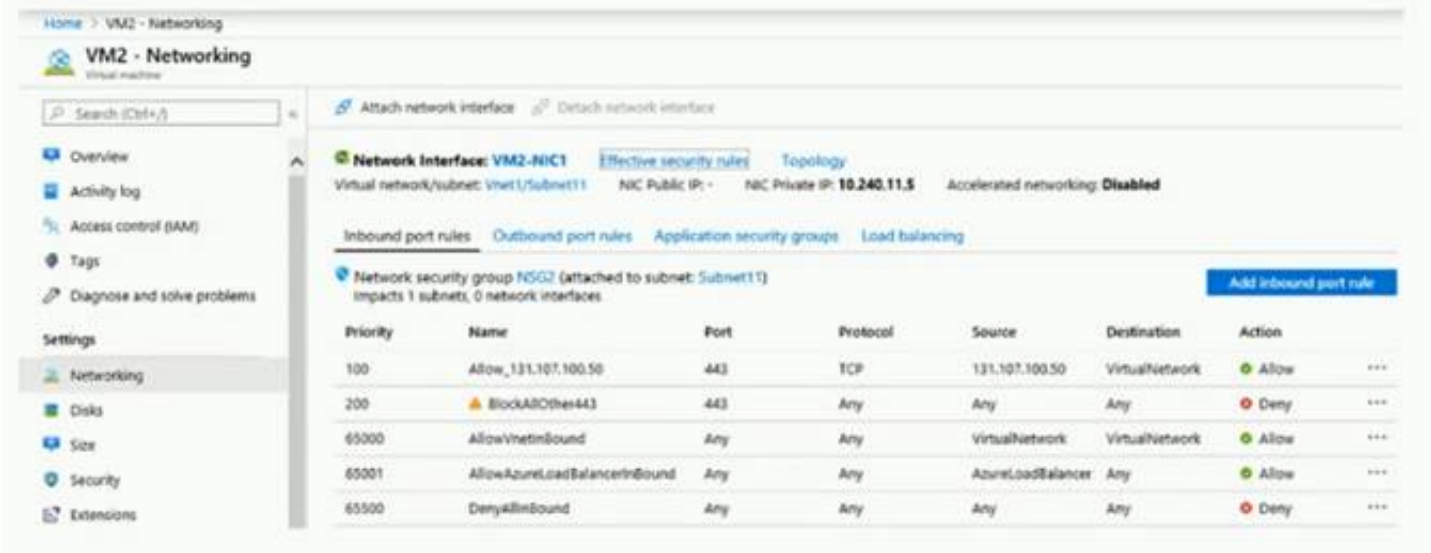 Home > VM2 - Networking
VM2 - Networking
Virtual machine
Search (Ctrl+/)
«
Overview
Activity log
Access control (IAM)
Tags
Diagnose and solve problems
Settings
Networking
Disks
Size
Security
Extensions
Attach network interface Detach network interface
Network Interface: VM2-NIC1 Effective security rules Topology
Virtual network/subnet: Vnet1/Subnet11 NIC Public IP: - NIC Private IP: 10.240.11.5 Accelerated networking: Disabled
Inbound port rules Outbound port rules Application security groups Load balancing
Network security group NSG2 (attached to subnet: Subnet11)
Impacts 1 subnets, 0 network interfaces
Add inbound port rule
Priority Name Port Protocol Source Destination Action
100 Allow_131.107.100.50 443 TCP 131.107.100.50 VirtualNetwork Allow ...
200 BlockAllOther443 443 Any Any Any Deny ...
65000 AllowVnetInBound Any Any VirtualNetwork VirtualNetwork Allow ...
65001 AllowAzureLoadBalancerInBound Any Any AzureLoadBalancer Any Allow ...
65500 DenyAllInBound Any Any Any Any Deny ...